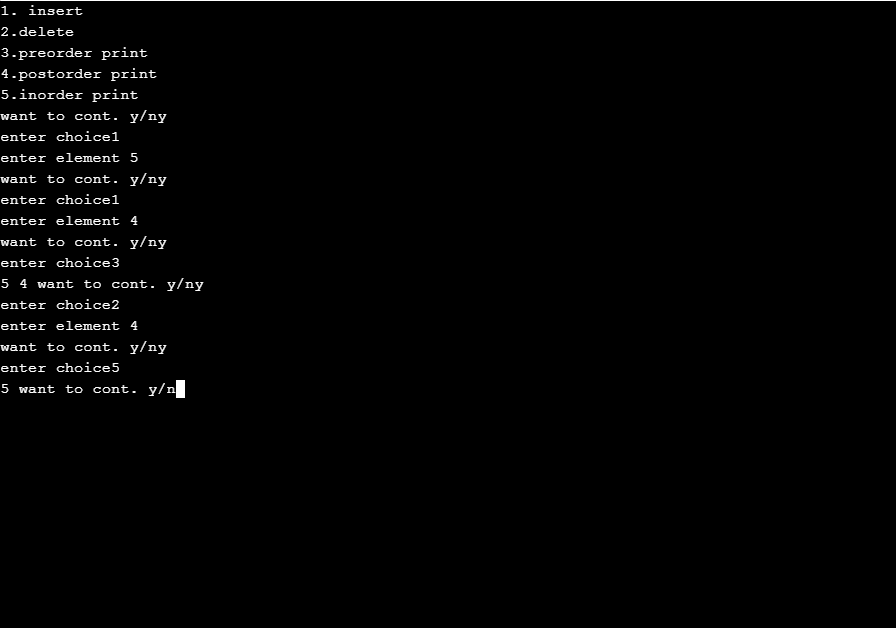 1. insert
2.delete
3.preorder print
4.postorder print
5.inorder print
want to cont. y/ny
enter choice1
enter element 5
want to cont. y/ny
enter choice1
enter element 4
want to cont. y/ny
enter choice3
5 4 want to cont. y/ny
enter choice2
enter element 4
want to cont. y/ny
enter choice5
5 want to cont. y/n